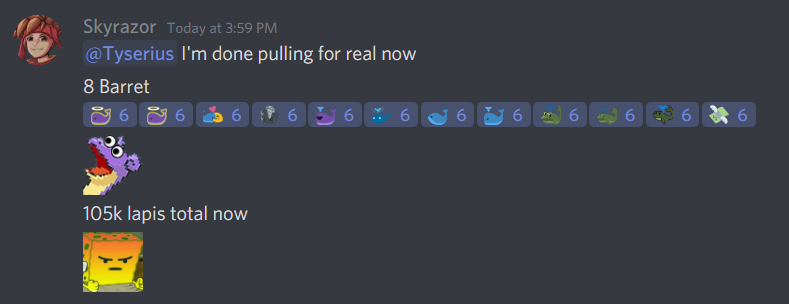 Skyrazor Today at 3:59 PM
@Tyserius I'm done pulling for real now
8 Barret
6 6 6 6 6 6 6 6 6 6 6 6
105k lapis total now